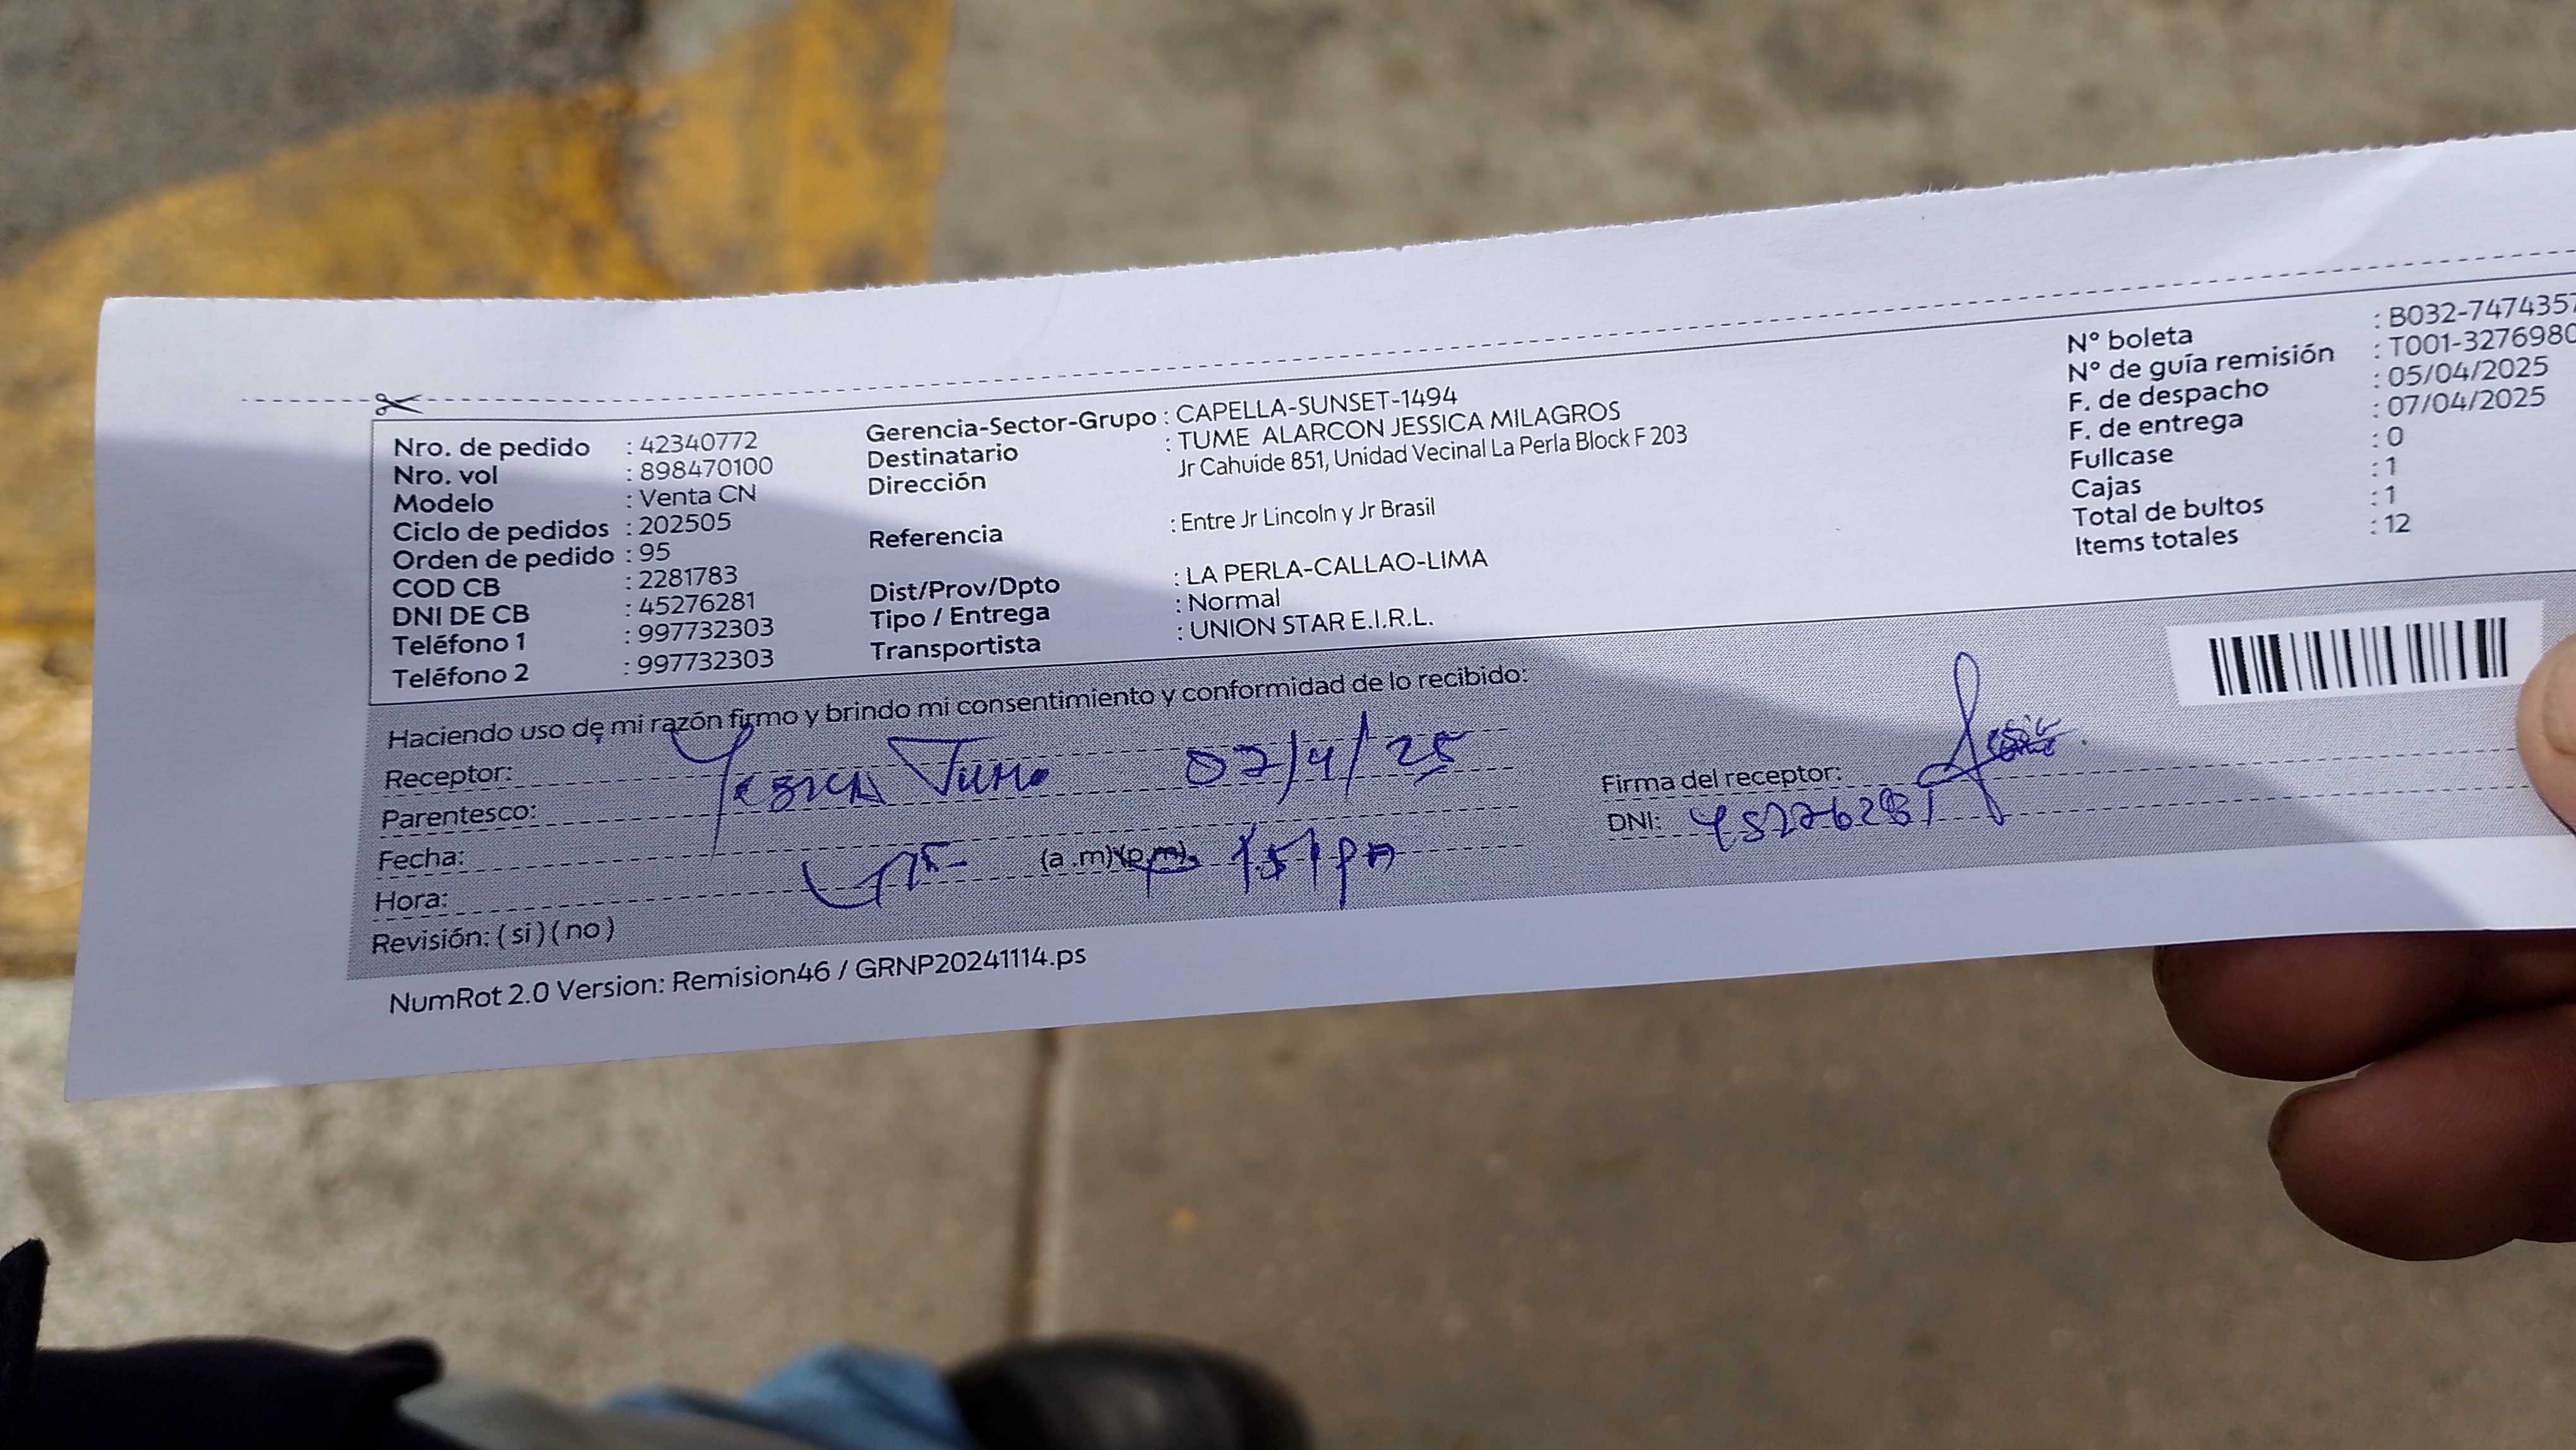 Nro. de pedido : 42340772
Nro. vol : 898470100
Modelo : Venta CN
Ciclo de pedidos : 202505
Orden de pedido : 95
COD CB : 2281783
DNI DE CB : 45276281
Teléfono 1 : 997732303
Teléfono 2 : 997732303
Gerencia-Sector-Grupo : CAPELLA-SUNSET-1494
Destinatario : TUME ALARCON JESSICA MILAGROS
Dirección Jr Cahuide 851, Unidad Vecinal La Perla Block F 203
Referencia : Entre Jr Lincoln y Jr Brasil
Dist/Prov/Dpto : LA PERLA-CALLAO-LIMA
Tipo / Entrega : Normal
Transportista : UNION STAR E.I.R.L.
N° boleta : B032-7474357
N° de guía remisión : T001-3276980
F. de despacho : 05/04/2025
F. de entrega : 07/04/2025
Fullcase : 0
Cajas : 1
Total de bultos : 1
Items totales : 12
Haciendo uso de mi razón firmo y brindo mi consentimiento y conformidad de lo recibido:
Receptor: Tume 07/4/25
Parentesco:
Fecha:
Hora: (a .m)(p.m) 1:51 pm
Revisión: ( si ) ( no )
Firma del receptor:
DNI: 45276281
NumRot 2.0 Version: Remision46 / GRNP20241114.ps